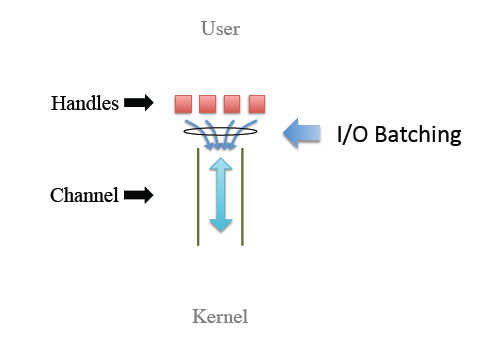 User
Handles
I/O Batching
Channel
Kernel